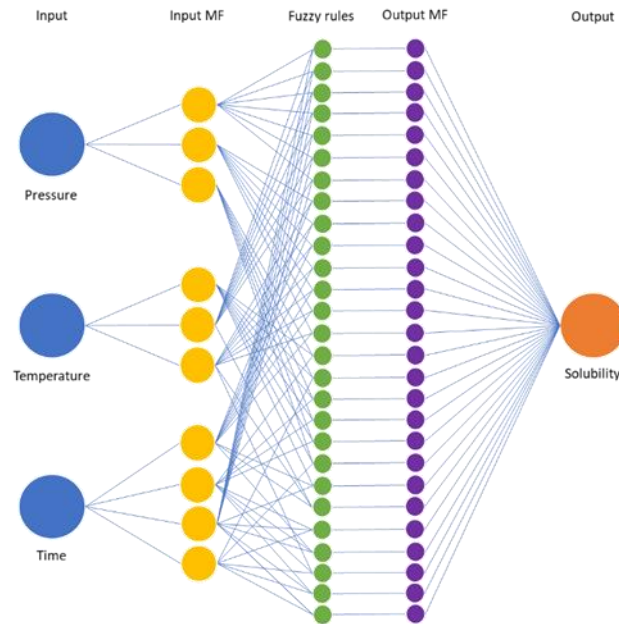 Input
Input MF
Fuzzy rules
Output MF
Output
Pressure
Temperature
Solubility
Time